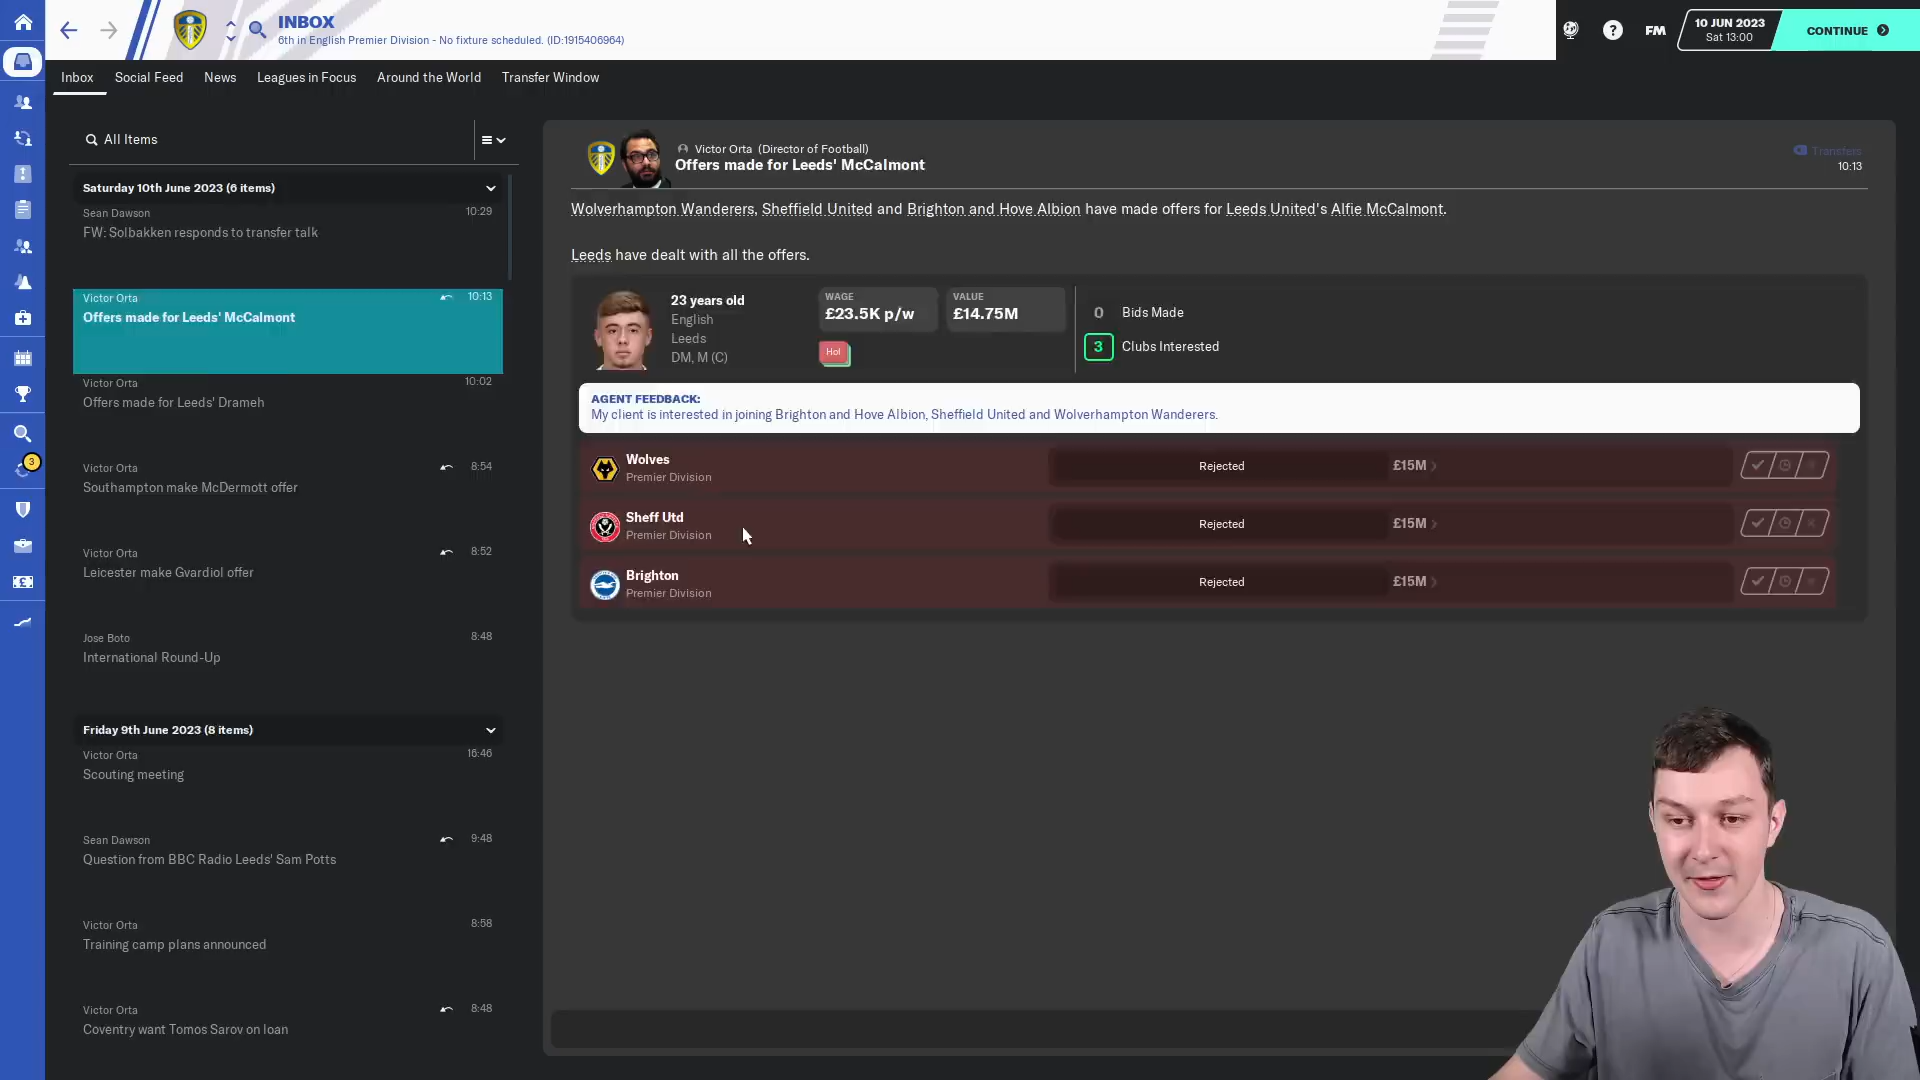 INBOX
6th in English Premier Division - No fixture scheduled. (ID:1915406964)
FM
10 JUN 2023
Sat 13:00
CONTINUE
Inbox
Social Feed
News
Leagues in Focus
Around the World
Transfer Window
All Items
Saturday 10th June 2023 (6 items)
Sean Dawson
10:29
FW: Solbakken responds to transfer talk
Victor Orta
10:13
Offers made for Leeds' McCalmont
Victor Orta
10:02
Offers made for Leeds' Drameh
Victor Orta
8:54
Southampton make McDermott offer
Victor Orta
8:52
Leicester make Gvardiol offer
Jose Boto
8:48
International Round-Up
Friday 9th June 2023 (8 items)
Victor Orta
16:46
Scouting meeting
Sean Dawson
9:48
Question from BBC Radio Leeds' Sam Potts
Victor Orta
8:58
Training camp plans announced
Victor Orta
8:48
Coventry want Tomos Sarov on loan
3
Victor Orta (Director of Football)
Offers made for Leeds' McCalmont
Transfers
10:13
Wolverhampton Wanderers, Sheffield United and Brighton and Hove Albion have made offers for Leeds United's Alfie McCalmont.
Leeds have dealt with all the offers.
23 years old
English
Leeds
DM, M (C)
WAGE
£23.5K p/w
VALUE
£14.75M
Hol
0 Bids Made
3 Clubs Interested
AGENT FEEDBACK:
My client is interested in joining Brighton and Hove Albion, Sheffield United and Wolverhampton Wanderers.
Wolves
Premier Division
Rejected
£15M
Sheff Utd
Premier Division
Rejected
£15M
Brighton
Premier Division
Rejected
£15M